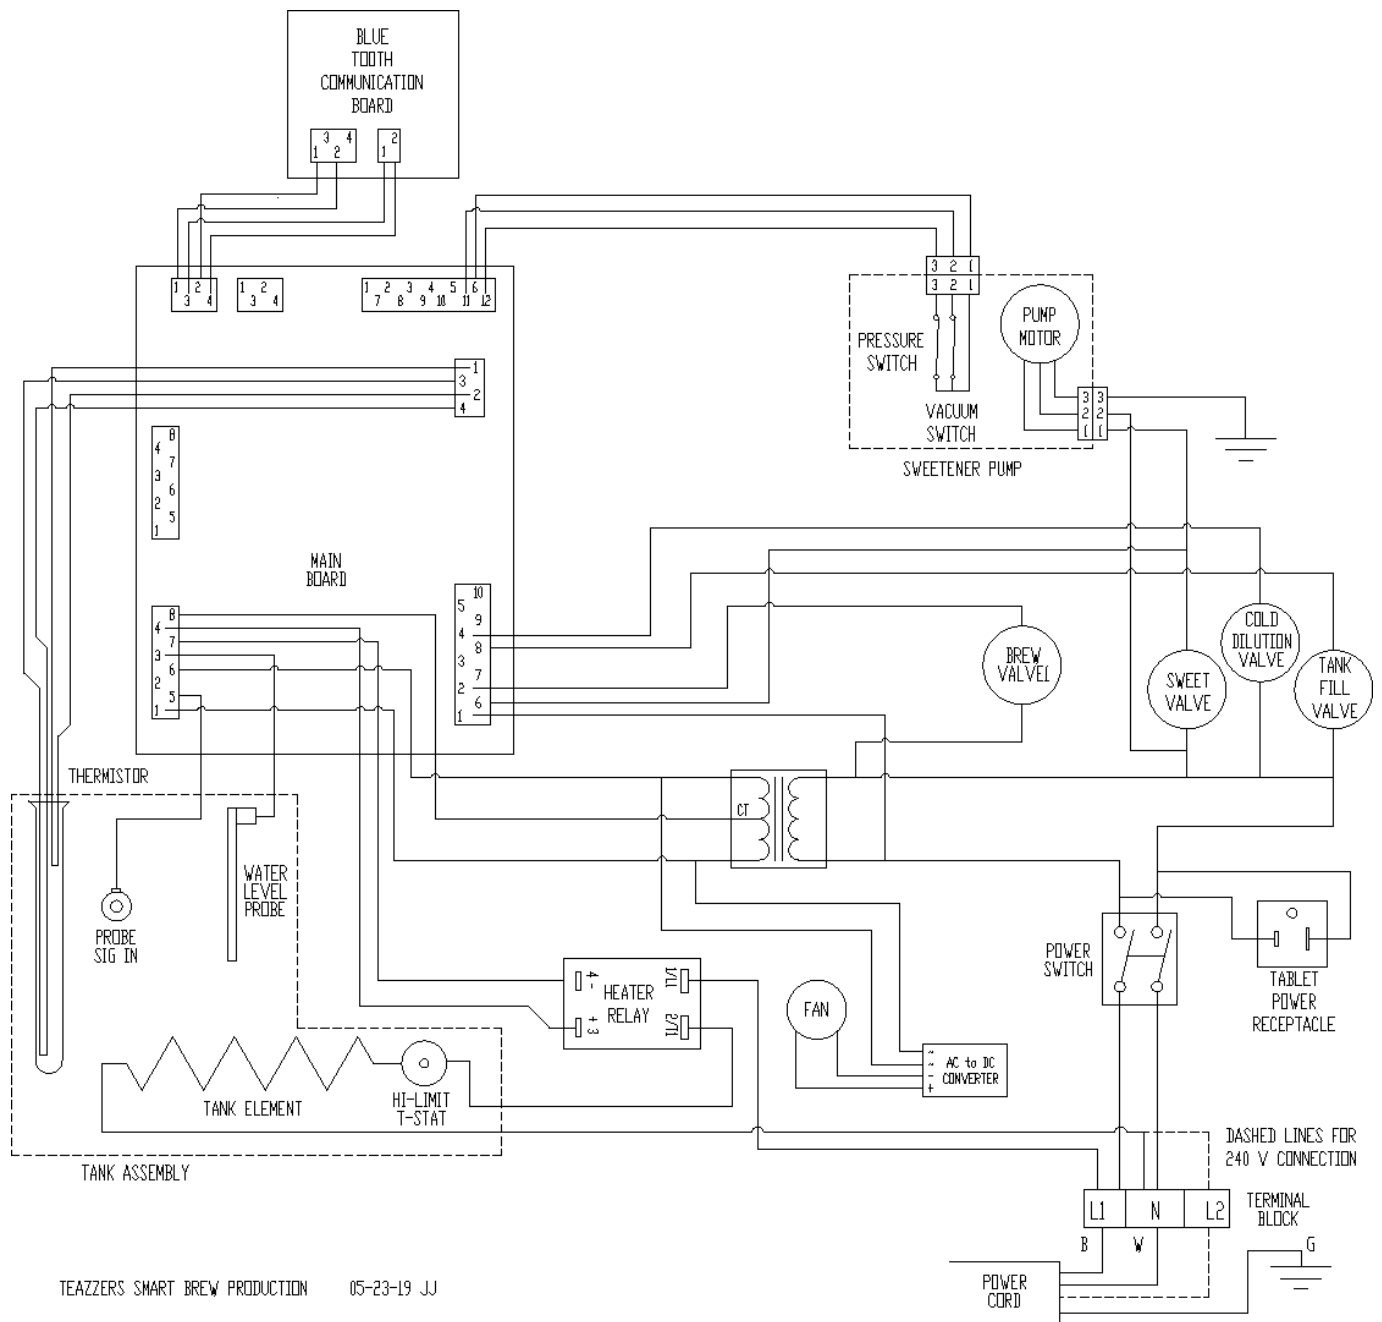 BLUE
TOOTH
COMMUNICATION
BOARD
3 4
1 2
2
1
1 2
3 4
1 2
3 4
1 2 3 4 5 6
7 8 9 10 11 12
3 2 1
3 2 1
PRESSURE
SWITCH
PUMP
MOTOR
VACUUM
SWITCH
3 3
2 2
1 1
SWEETENER PUMP
1
3
2
4
8
4
7
3
6
2
5
1
MAIN
BOARD
8
4
7
3
6
2
5
1
10
5
9
4
8
3
7
2
6
1
BREW
VALVE1
COLD
DILUTION
VALVE
SWEET
VALVE
TANK
FILL
VALVE
THERMISTOR
CT
WATER
LEVEL
PROBE
PROBE
SIG IN
POWER
SWITCH
TABLET
POWER
RECEPTACLE
4 -
+ 3
HEATER
RELAY
1/L1
2/T1
FAN
~
~
-
+
AC to DC
CONVERTER
TANK ELEMENT
HI-LIMIT
T-STAT
TANK ASSEMBLY
DASHED LINES FOR
240 V CONNECTION
L1 N L2
TERMINAL
BLOCK
B W G
POWER
CORD
TEAZZERS SMART BREW PRODUCTION 05-23-19 JJ